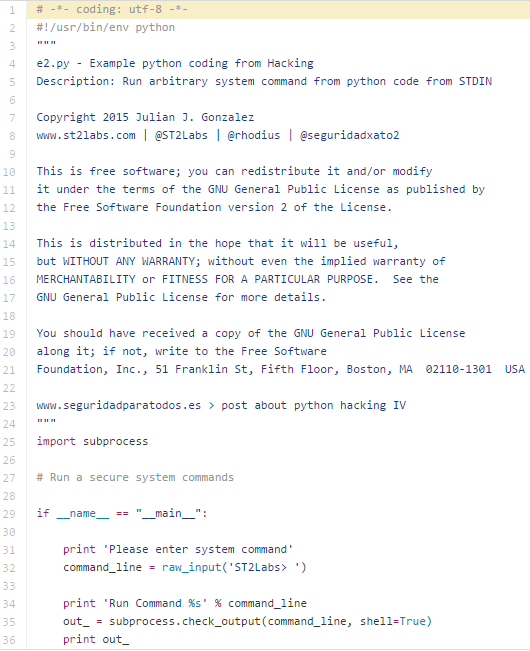 1 # -*- coding: utf-8 -*-
2 #!/usr/bin/env python
3 """
4 e2.py - Example python coding from Hacking
5 Description: Run arbitrary system command from python code from STDIN
6
7 Copyright 2015 Julian J. Gonzalez
8 www.st2labs.com | @ST2Labs | @rhodius | @seguridadxato2
9
10 This is free software; you can redistribute it and/or modify
11 it under the terms of the GNU General Public License as published by
12 the Free Software Foundation version 2 of the License.
13
14 This is distributed in the hope that it will be useful,
15 but WITHOUT ANY WARRANTY; without even the implied warranty of
16 MERCHANTABILITY or FITNESS FOR A PARTICULAR PURPOSE.  See the
17 GNU General Public License for more details.
18
19 You should have received a copy of the GNU General Public License
20 along it; if not, write to the Free Software
21 Foundation, Inc., 51 Franklin St, Fifth Floor, Boston, MA  02110-1301  USA
22
23 www.seguridadparatodos.es > post about python hacking IV
24 """
25 import subprocess
26
27 # Run a secure system commands
28
29 if __name__ == "__main__":
30
31     print 'Please enter system command'
32     command_line = raw_input('ST2Labs> ')
33
34     print 'Run Command %s' % command_line
35     out_ = subprocess.check_output(command_line, shell=True)
36     print out_